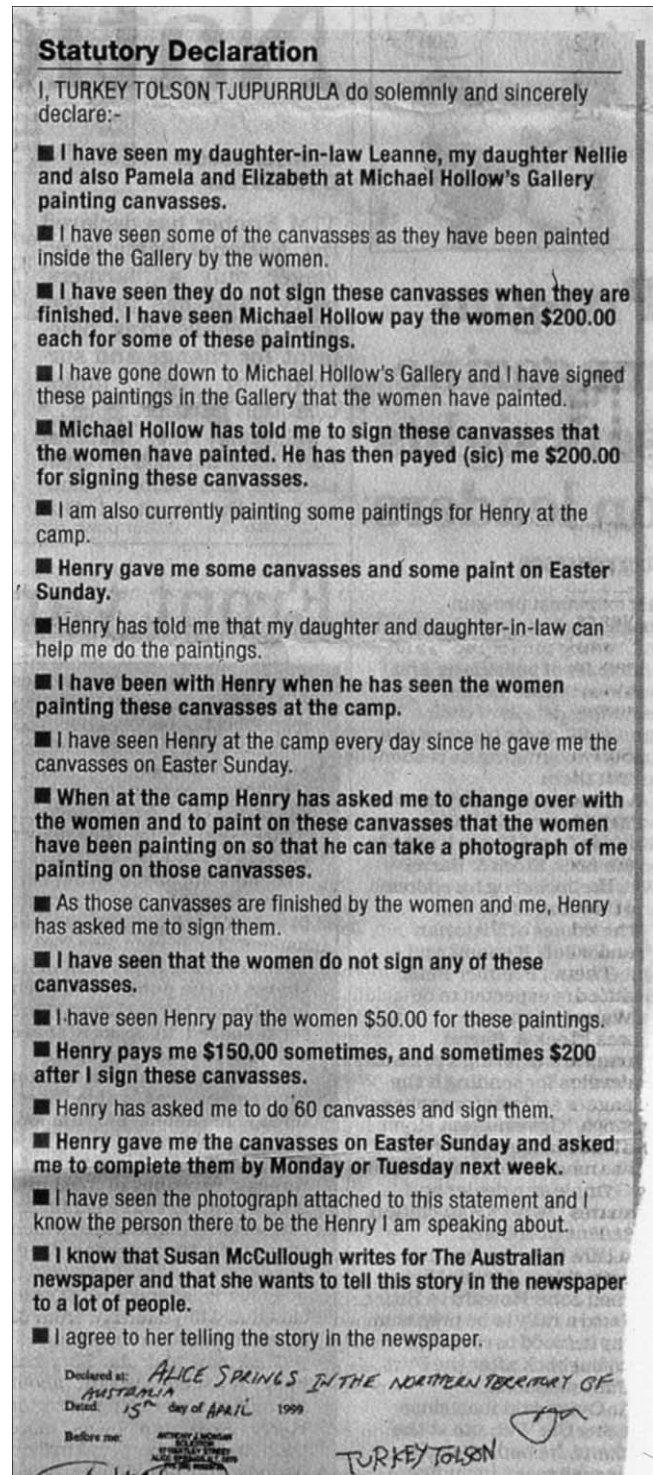 Statutory Declaration
I, TURKEY TOLSON TJUPURRULA do solemnly and sincerely
declare:-
■ I have seen my daughter-in-law Leanne, my daughter Nellie
and also Pamela and Elizabeth at Michael Hollow's Gallery
painting canvasses.
■ I have seen some of the canvasses as they have been painted
inside the Gallery by the women.
■ I have seen they do not sign these canvasses when they are
finished. I have seen Michael Hollow pay the women $200.00
each for some of these paintings.
■ I have gone down to Michael Hollow's Gallery and I have signed
these paintings in the Gallery that the women have painted.
■ Michael Hollow has told me to sign these canvasses that
the women have painted. He has then payed (sic) me $200.00
for signing these canvasses.
■ I am also currently painting some paintings for Henry at the
camp.
■ Henry gave me some canvasses and some paint on Easter
Sunday.
■ Henry has told me that my daughter and daughter-in-law can
help me do the paintings.
■ I have been with Henry when he has seen the women
painting these canvasses at the camp.
■ I have seen Henry at the camp every day since he gave me the
canvasses on Easter Sunday.
■ When at the camp Henry has asked me to change over with
the women and to paint on these canvasses that the women
have been painting on so that he can take a photograph of me
painting on those canvasses.
■ As those canvasses are finished by the women and me, Henry
has asked me to sign them.
■ I have seen that the women do not sign any of these
canvasses.
■ I have seen Henry pay the women $50.00 for these paintings.
■ Henry pays me $150.00 sometimes, and sometimes $200
after I sign these canvasses.
■ Henry has asked me to do 60 canvasses and sign them.
■ Henry gave me the canvasses on Easter Sunday and asked
me to complete them by Monday or Tuesday next week.
■ I have seen the photograph attached to this statement and I
know the person there to be the Henry I am speaking about.
■ I know that Susan McCullough writes for The Australian
newspaper and that she wants to tell this story in the newspaper
to a lot of people.
■ I agree to her telling the story in the newspaper.
Declared at: ALICE SPRINGS IN THE NORTHERN TERRITORY OF
AUSTRALIA
Dated: 15th day of APRIL 1999
Before me: ANTHONY J MORGAN
SOLICITOR
TURKEY TOLSON